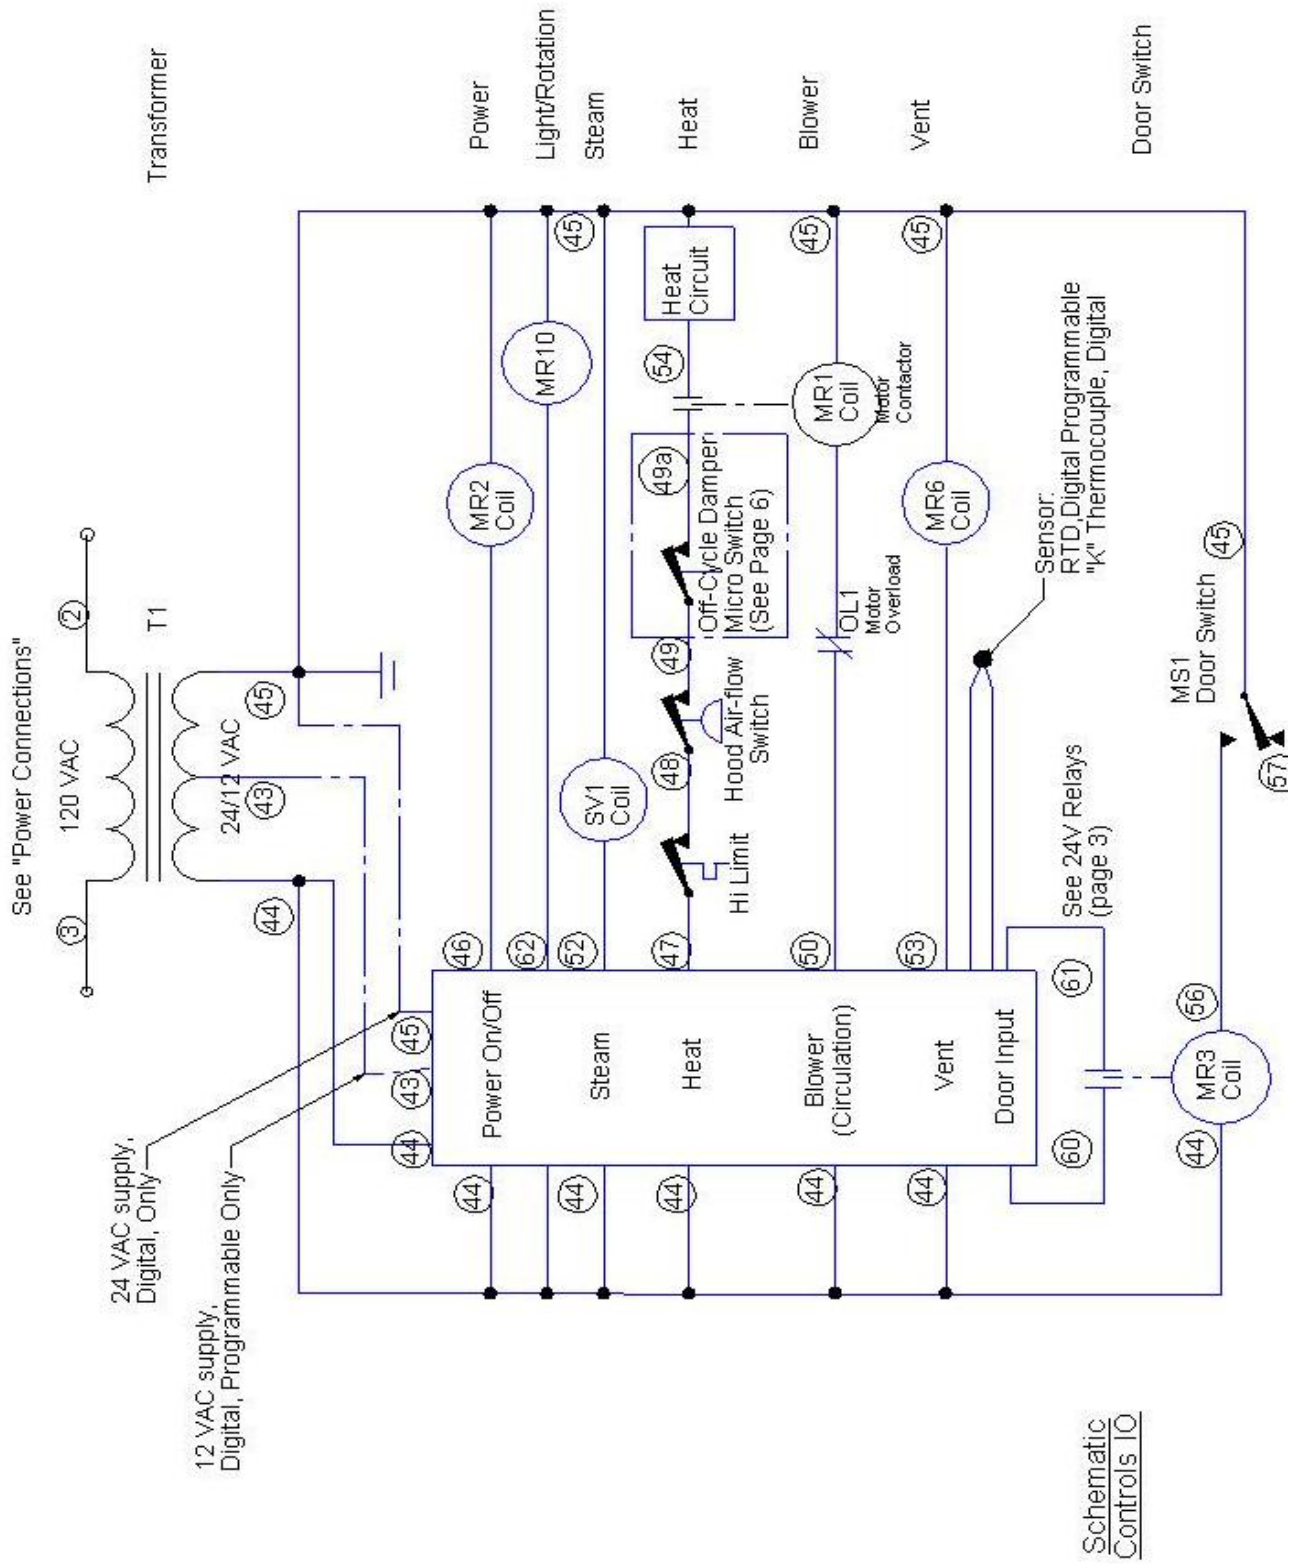 See "Power Connections"
Transformer
3
2
120 VAC
T1
24/12 VAC
44
43
45
24 VAC supply,
Digital, Only
12 VAC supply,
Digital, Programmable Only
44
43
45
44
Power On/Off
46
MR2
Coil
Power
62
MR10
Light/Rotation
44
Steam
52
SV1
Coil
45
Steam
44
Heat
47
Hi Limit
48
Hood Air-flow
Switch
49
Off-Cycle Damper
Micro Switch
(See Page 6)
49a
54
Heat
Circuit
Heat
44
Blower
(Circulation)
50
OL1
Motor
Overload
MR1
Coil
Motor
Contactor
45
Blower
44
Vent
53
MR6
Coil
45
Vent
Sensor:
RTD,Digital Programmable
"K" Thermocouple, Digital
Door Input
60
61
See 24V Relays
(page 3)
44
MR3
Coil
56
57
MS1
Door Switch
45
Door Switch
Schematic
Controls IO